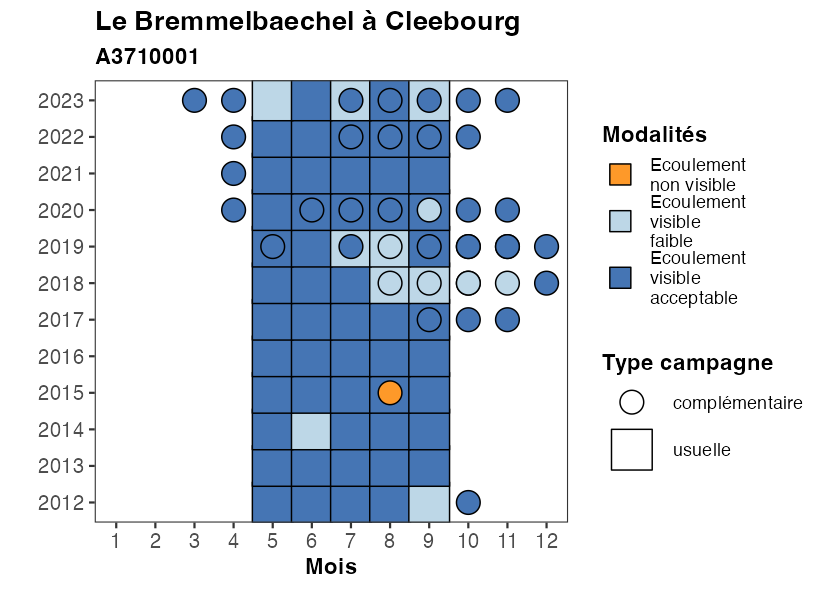 Le Bremmelbaechel à Cleebourg
A3710001
2023
2022
2021
2020
2019
2018
2017
2016
2015
2014
2013
2012
1 2 3 4 5 6 7 8 9 10 11 12
Mois
Modalités
Ecoulement
non visible
Ecoulement
visible
faible
Ecoulement
visible
acceptable
Type campagne
complémentaire
usuelle